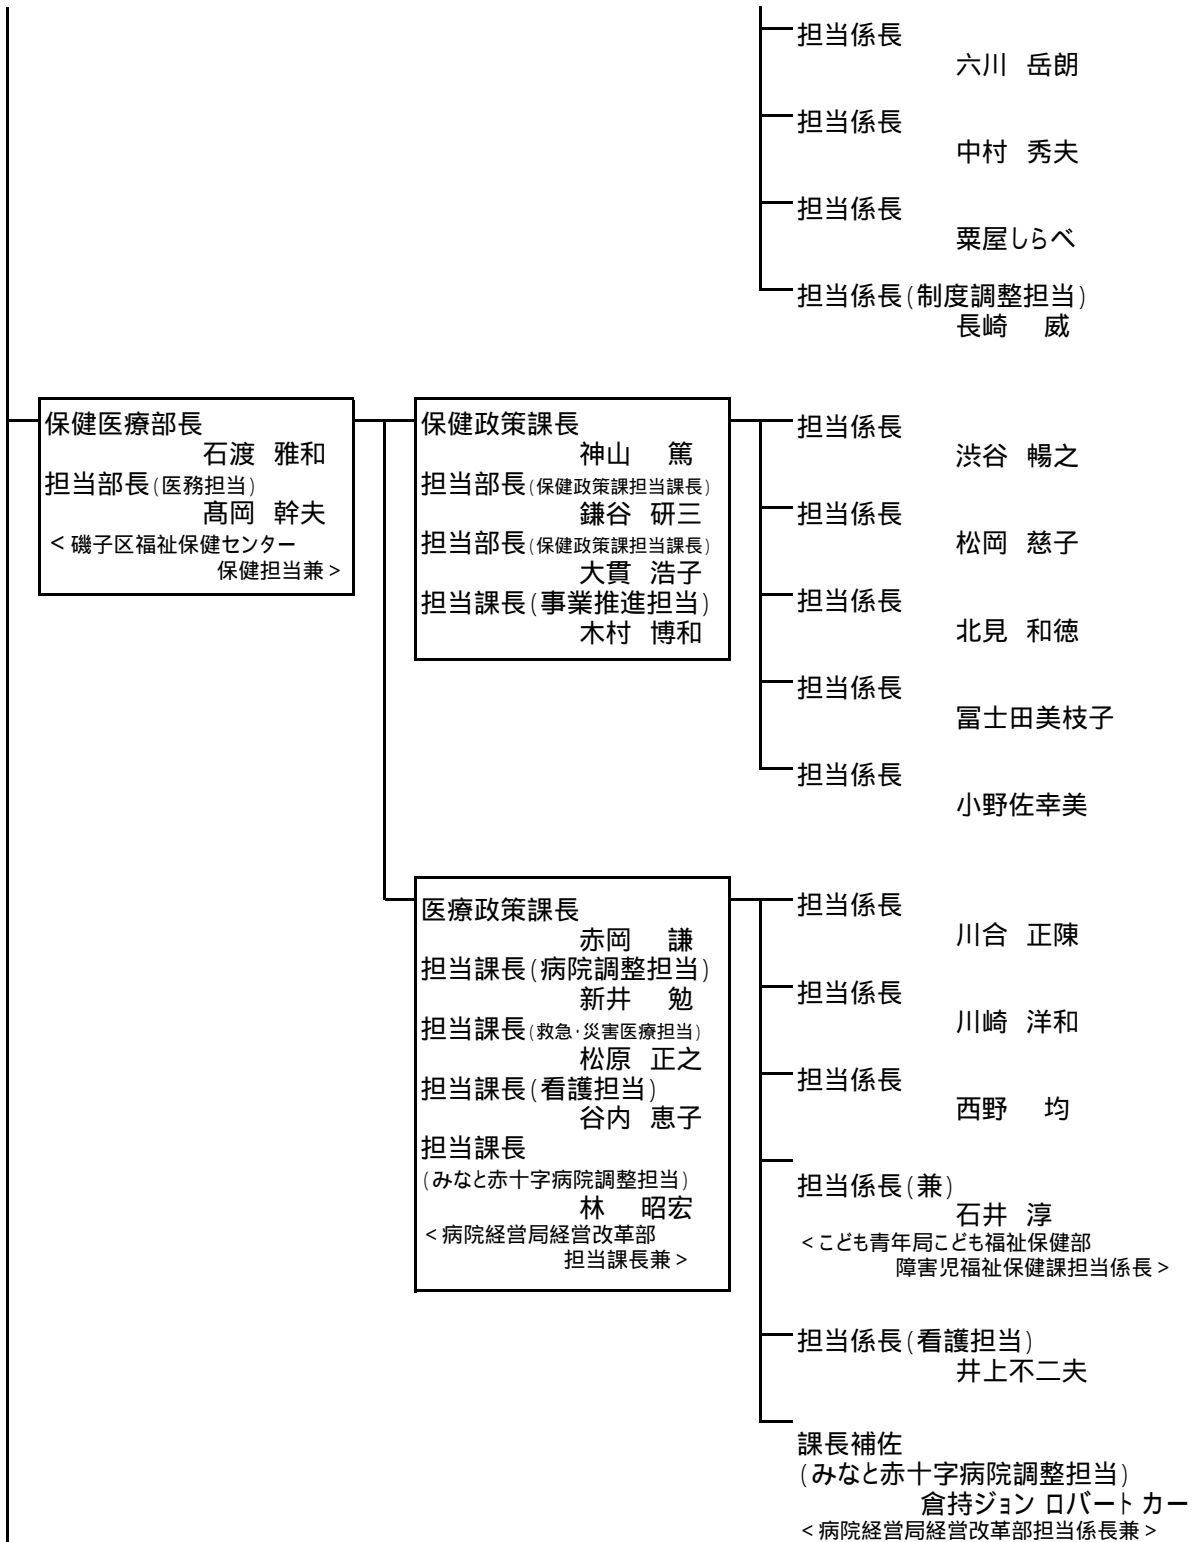 担当係長
六川 岳朗
担当係長
中村 秀夫
担当係長
粟屋しらべ
担当係長(制度調整担当)
長崎 威
保健医療部長
石渡 雅和
担当部長(医務担当)
髙岡 幹夫
<磯子区福祉保健センター
保健担当兼>
保健政策課長
神山 篤
担当部長(保健政策課担当課長)
鎌谷 研三
担当部長(保健政策課担当課長)
大貫 浩子
担当課長(事業推進担当)
木村 博和
担当係長
渋谷 暢之
担当係長
松岡 慈子
担当係長
北見 和徳
担当係長
冨士田美枝子
担当係長
小野佐幸美
医療政策課長
赤岡 謙
担当課長(病院調整担当)
新井 勉
担当課長(救急・災害医療担当)
松原 正之
担当課長(看護担当)
谷内 恵子
担当課長
(みなと赤十字病院調整担当)
林 昭宏
<病院経営局経営改革部
担当課長兼>
担当係長
川合 正陳
担当係長
川崎 洋和
担当係長
西野 均
担当係長(兼)
石井 淳
<こども青年局こども福祉保健部
障害児福祉保健課担当係長>
担当係長(看護担当)
井上不二夫
課長補佐
(みなと赤十字病院調整担当)
倉持ジョン ロバート カー
<病院経営局経営改革部担当係長兼>